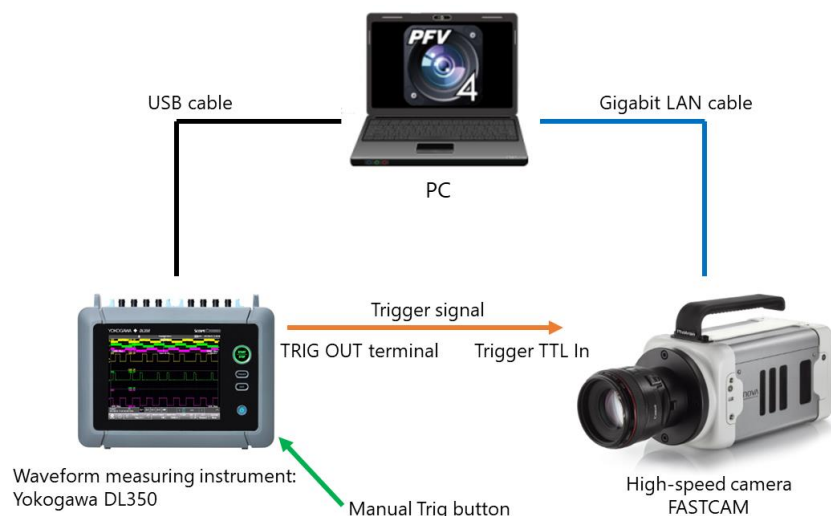 PFV
4
USB cable
Gigabit LAN cable
PC
YOKOGAWA
Trigger signal
TRIG OUT terminal
Trigger TTL In
NOVA
Waveform measuring instrument:
Yokogawa DL350
Manual Trig button
High-speed camera
FASTCAM